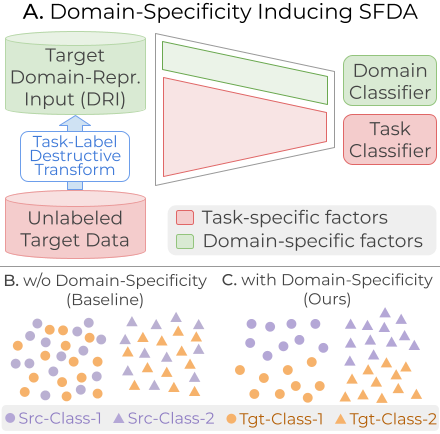 A. Domain-Specificity Inducing SFDA
Target
Domain-Repr.
Input (DRI)
Task-Label
Destructive
Transform
Unlabeled
Target Data
Domain
Classifier
Task
Classifier
Task-specific factors
Domain-specific factors
B. w/o Domain-Specificity
(Baseline)
C. with Domain-Specificity
(Ours)
Src-Class-1 Src-Class-2 Tgt-Class-1 Tgt-Class-2